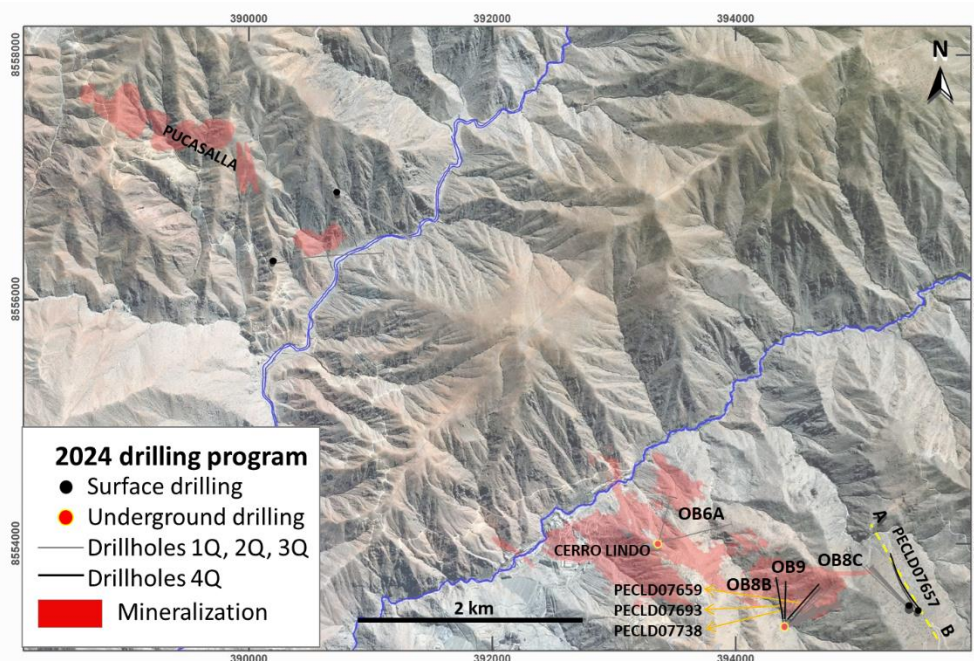 390000
392000
394000
8558000
N
PUCASALLA
8556000
2024 drilling program
Surface drilling
Underground drilling
Drillholes 1Q, 2Q, 3Q
Drillholes 4Q
Mineralization
8554000
OB6A
CERRO LINDO
OB9
OB8C
OB8B
A
PECLD07657
B
PECLD07659
PECLD07693
PECLD07738
2 km
390000
392000
394000